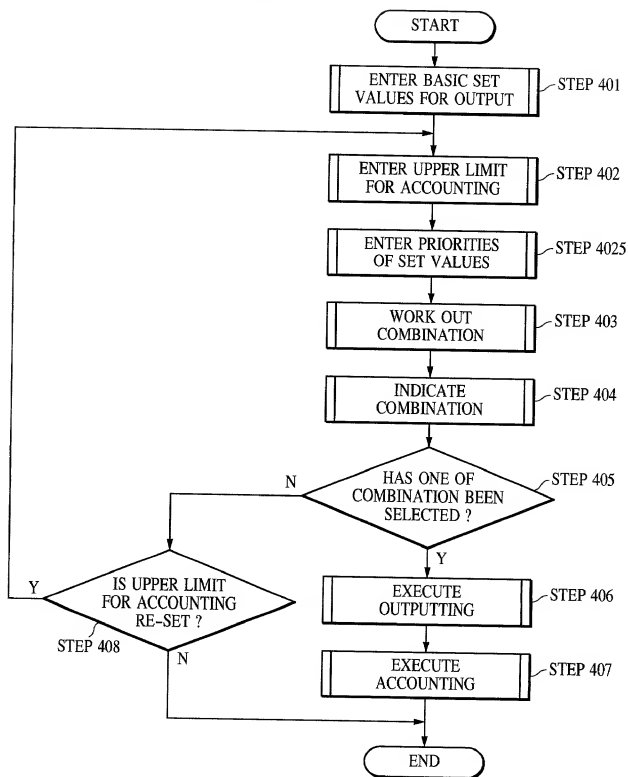 START
ENTER BASIC SET
VALUES FOR OUTPUT
STEP 401
ENTER UPPER LIMIT
FOR ACCOUNTING
STEP 402
ENTER PRIORITIES
OF SET VALUES
STEP 4025
WORK OUT
COMBINATION
STEP 403
INDICATE
COMBINATION
STEP 404
HAS ONE OF
COMBINATION BEEN
SELECTED ?
STEP 405
N
Y
IS UPPER LIMIT
FOR ACCOUNTING
RE-SET ?
Y
STEP 408
N
EXECUTE
OUTPUTTING
STEP 406
EXECUTE
ACCOUNTING
STEP 407
END